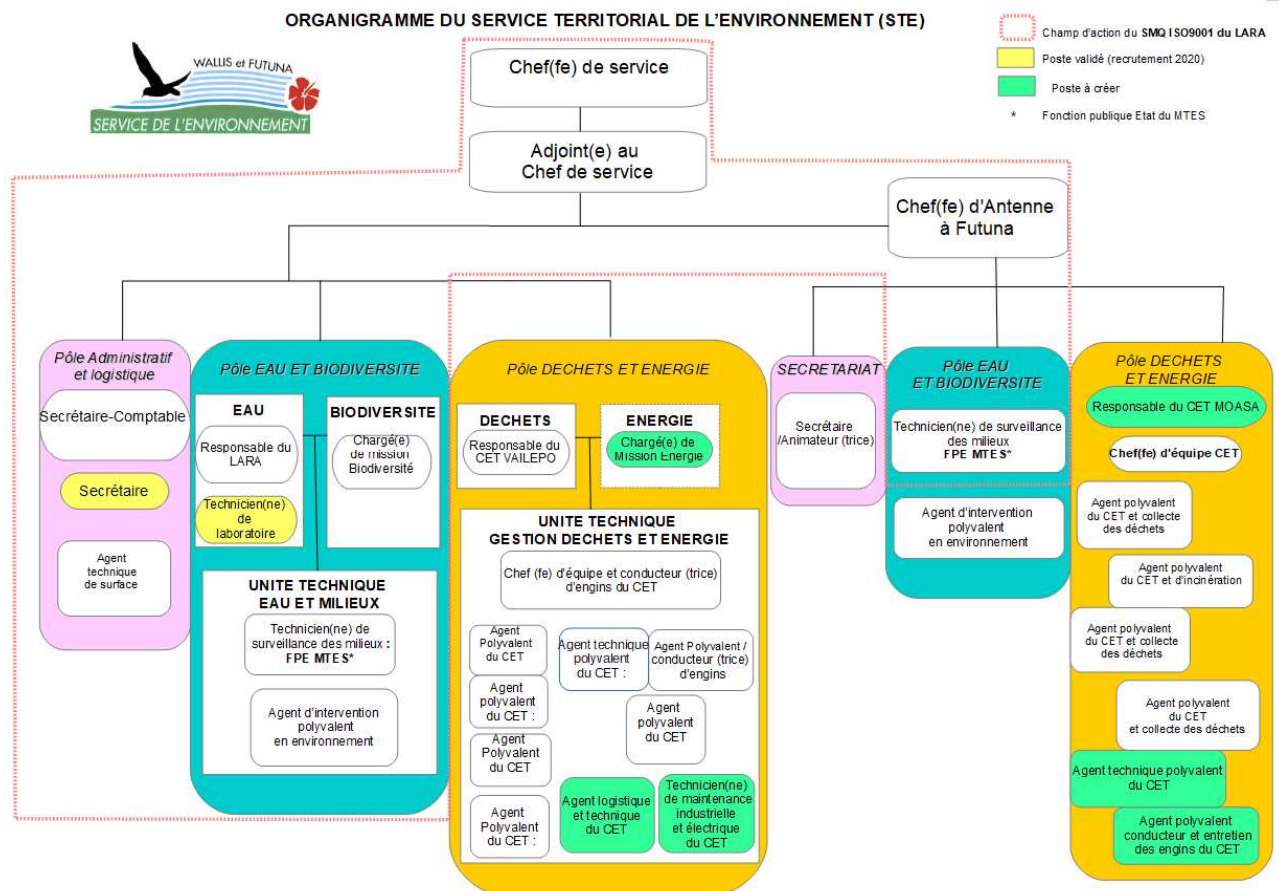 ORGANIGRAMME DU SERVICE TERRITORIAL DE L'ENVIRONNEMENT (STE)
WALLIS et FUTUNA
SERVICE DE L'ENVIRONNEMENT
Champ d'action du SMQ ISO9001 du LARA
Poste validé (recrutement 2020)
Poste à créer
* Fonction publique Etat du MTES
Chef(fe) de service
Adjoint(e) au
Chef de service
Chef(fe) d'Antenne
à Futuna
Pôle Administratif
et logistique
Secrétaire-Comptable
Secrétaire
Agent
technique
de surface
Pôle EAU ET BIODIVERSITE
EAU
Responsable du
LARA
Technicien(ne)
de
laboratoire
BIODIVERSITE
Chargé(e)
de mission
Biodiversité
UNITE TECHNIQUE
EAU ET MILIEUX
Technicien(ne) de
surveillance des milieux :
FPE MTES*
Agent d'intervention
polyvalent
en environnement
Pôle DECHETS ET ENERGIE
DECHETS
Responsable du
CET VAILEPO
ENERGIE
Chargé(e) de
Mission Energie
UNITE TECHNIQUE
GESTION DECHETS ET ENERGIE
Chef (fe) d'équipe et conducteur (trice)
d'engins du CET
Agent
Polyvalent
du CET
Agent technique
polyvalent
du CET :
Agent Polyvalent /
conducteur (trice)
d'engins
Agent
polyvalent
du CET :
Agent
polyvalent
du CET
Agent
Polyvalent
du CET
Agent
Polyvalent
du CET :
Agent logistique
et technique
du CET
Technicien(ne)
de maintenance
industrielle
et électrique
du CET
SECRETARIAT
Secrétaire
/Animateur (trice)
Pôle EAU
ET BIODIVERSITE
Technicien(ne) de surveillance
des milieux
FPE MTES*
Agent d'intervention
polyvalent
en environnement
Pôle DECHETS
ET ENERGIE
Responsable du CET MOASA
Chef(fe) d'équipe CET
Agent polyvalent
du CET et collecte
des déchets
Agent polyvalent
du CET et d'incinération
Agent polyvalent
du CET et collecte
des déchets
Agent polyvalent
du CET
et collecte des déchets
Agent technique polyvalent
du CET
Agent polyvalent
conducteur et entretien
des engins du CET